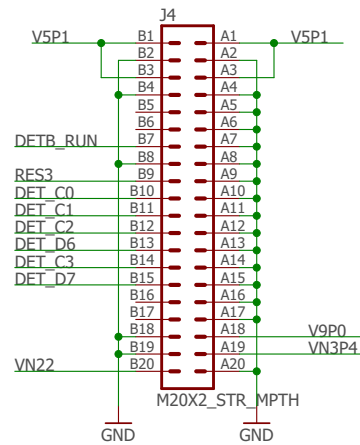 J4
V5P1 B1 A1 V5P1
B2 A2
B3 A3
B4 A4
B5 A5
B6 A6
DETB_RUN B7 A7
B8 A8
RES3 B9 A9
DET_C0 B10 A10
DET_C1 B11 A11
DET_C2 B12 A12
DET_D6 B13 A13
DET_C3 B14 A14
DET_D7 B15 A15
B16 A16
B17 A17
B18 A18 V9P0
B19 A19 VN3P4
VN22 B20 A20
M20X2_STR_MPTH
GND GND